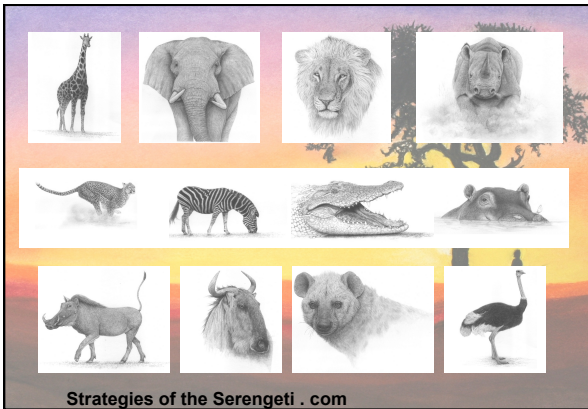 Strategies of the Serengeti . com